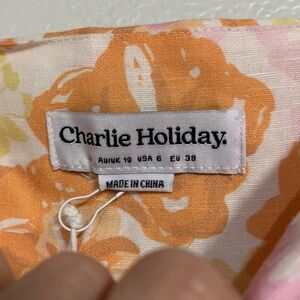 Charlie Holiday.
AU/UK 10 USA 6 EU 38
MADE IN CHINA